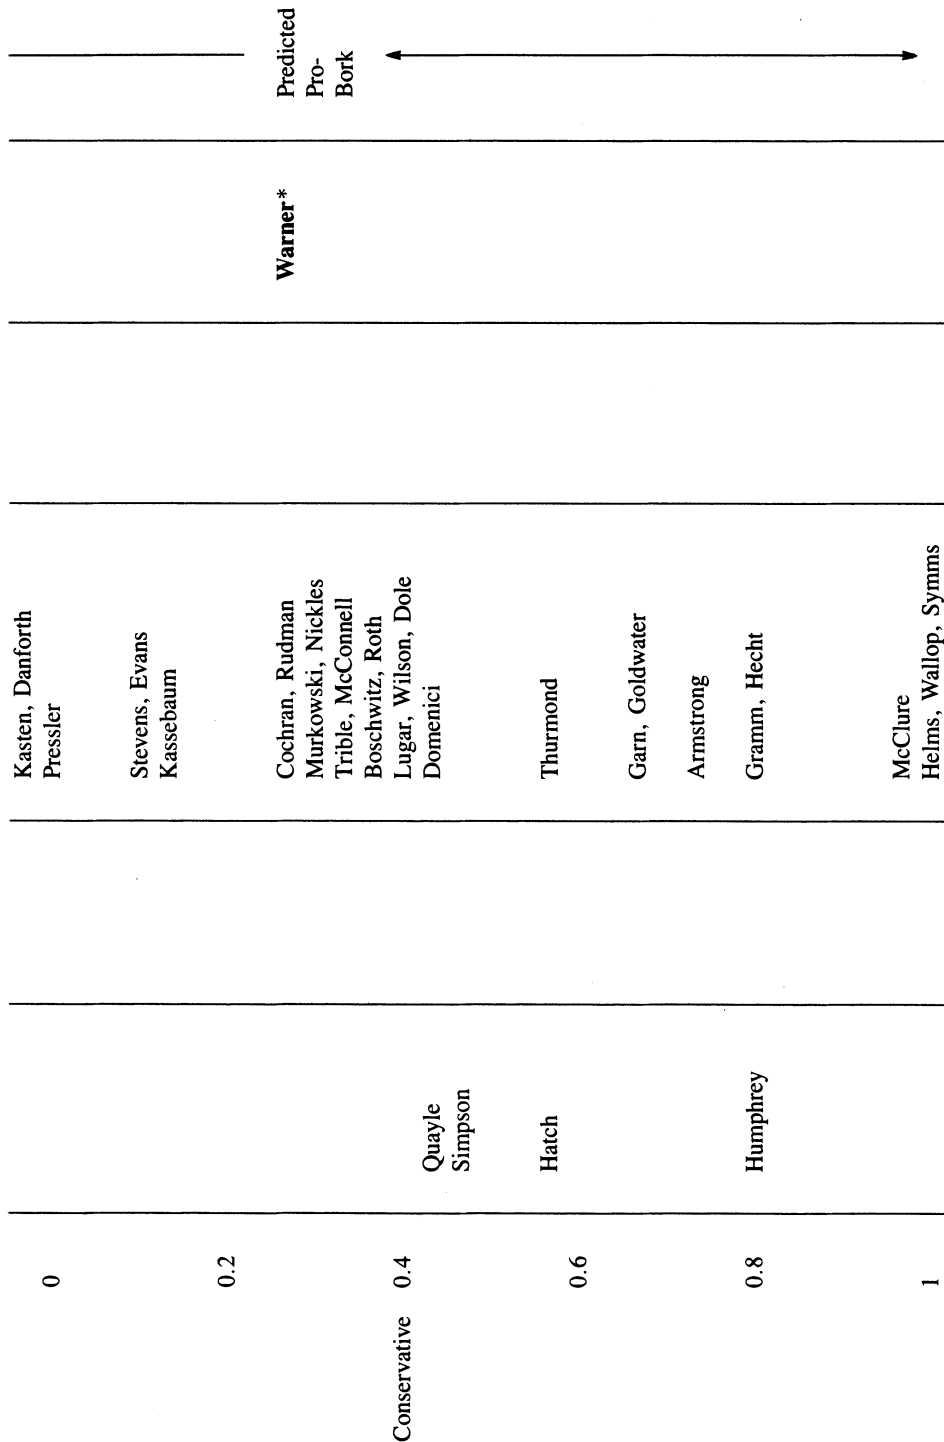 Kasten, Danforth
0 Pressler
Stevens, Evans
Kassebaum
0.2
Cochran, Rudman Warner* Predicted
Murkowski, Nickles Pro-
Trible, McConnell Bork
Boschwitz, Roth
Conservative 0.4 Lugar, Wilson, Dole
Quayle Domenici
Simpson
Hatch Thurmond
0.6
Garn, Goldwater
Armstrong
0.8 Humphrey Gramm, Hecht
McClure
1 Helms, Wallop, Symms